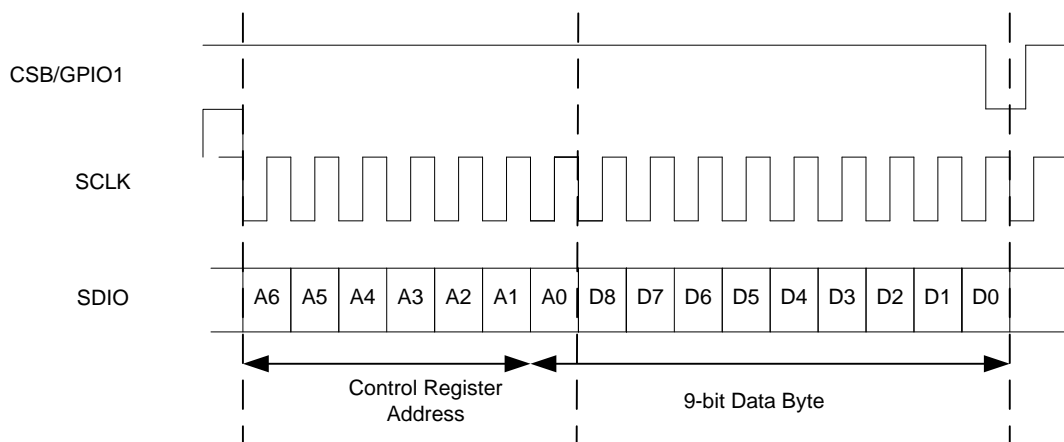 CSB/GPIO1
SCLK
SDIO
A6 A5 A4 A3 A2 A1 A0 D8 D7 D6 D5 D4 D3 D2 D1 D0
Control Register
Address
9-bit Data Byte